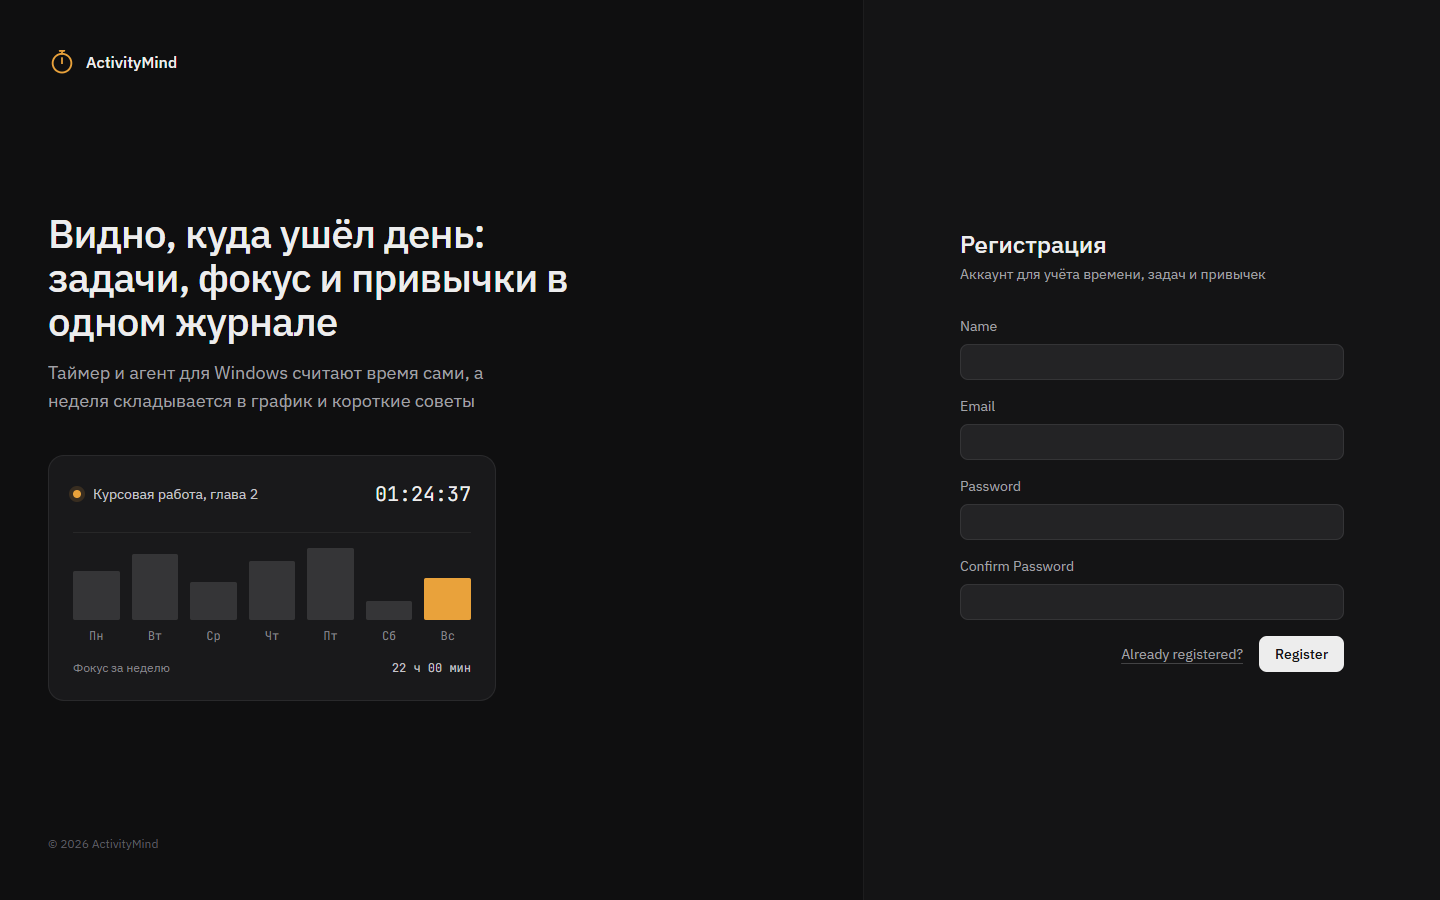 ActivityMind
Видно, куда ушёл день:
задачи, фокус и привычки в
одном журнале
Таймер и агент для Windows считают время сами, а
неделя складывается в график и короткие советы
Курсовая работа, глава 2
01:24:37
Пн Вт Ср Чт Пт Сб Вс
Фокус за неделю
22 ч 00 мин
© 2026 ActivityMind
Регистрация
Аккаунт для учёта времени, задач и привычек
Name
Email
Password
Confirm Password
Already registered?
Register